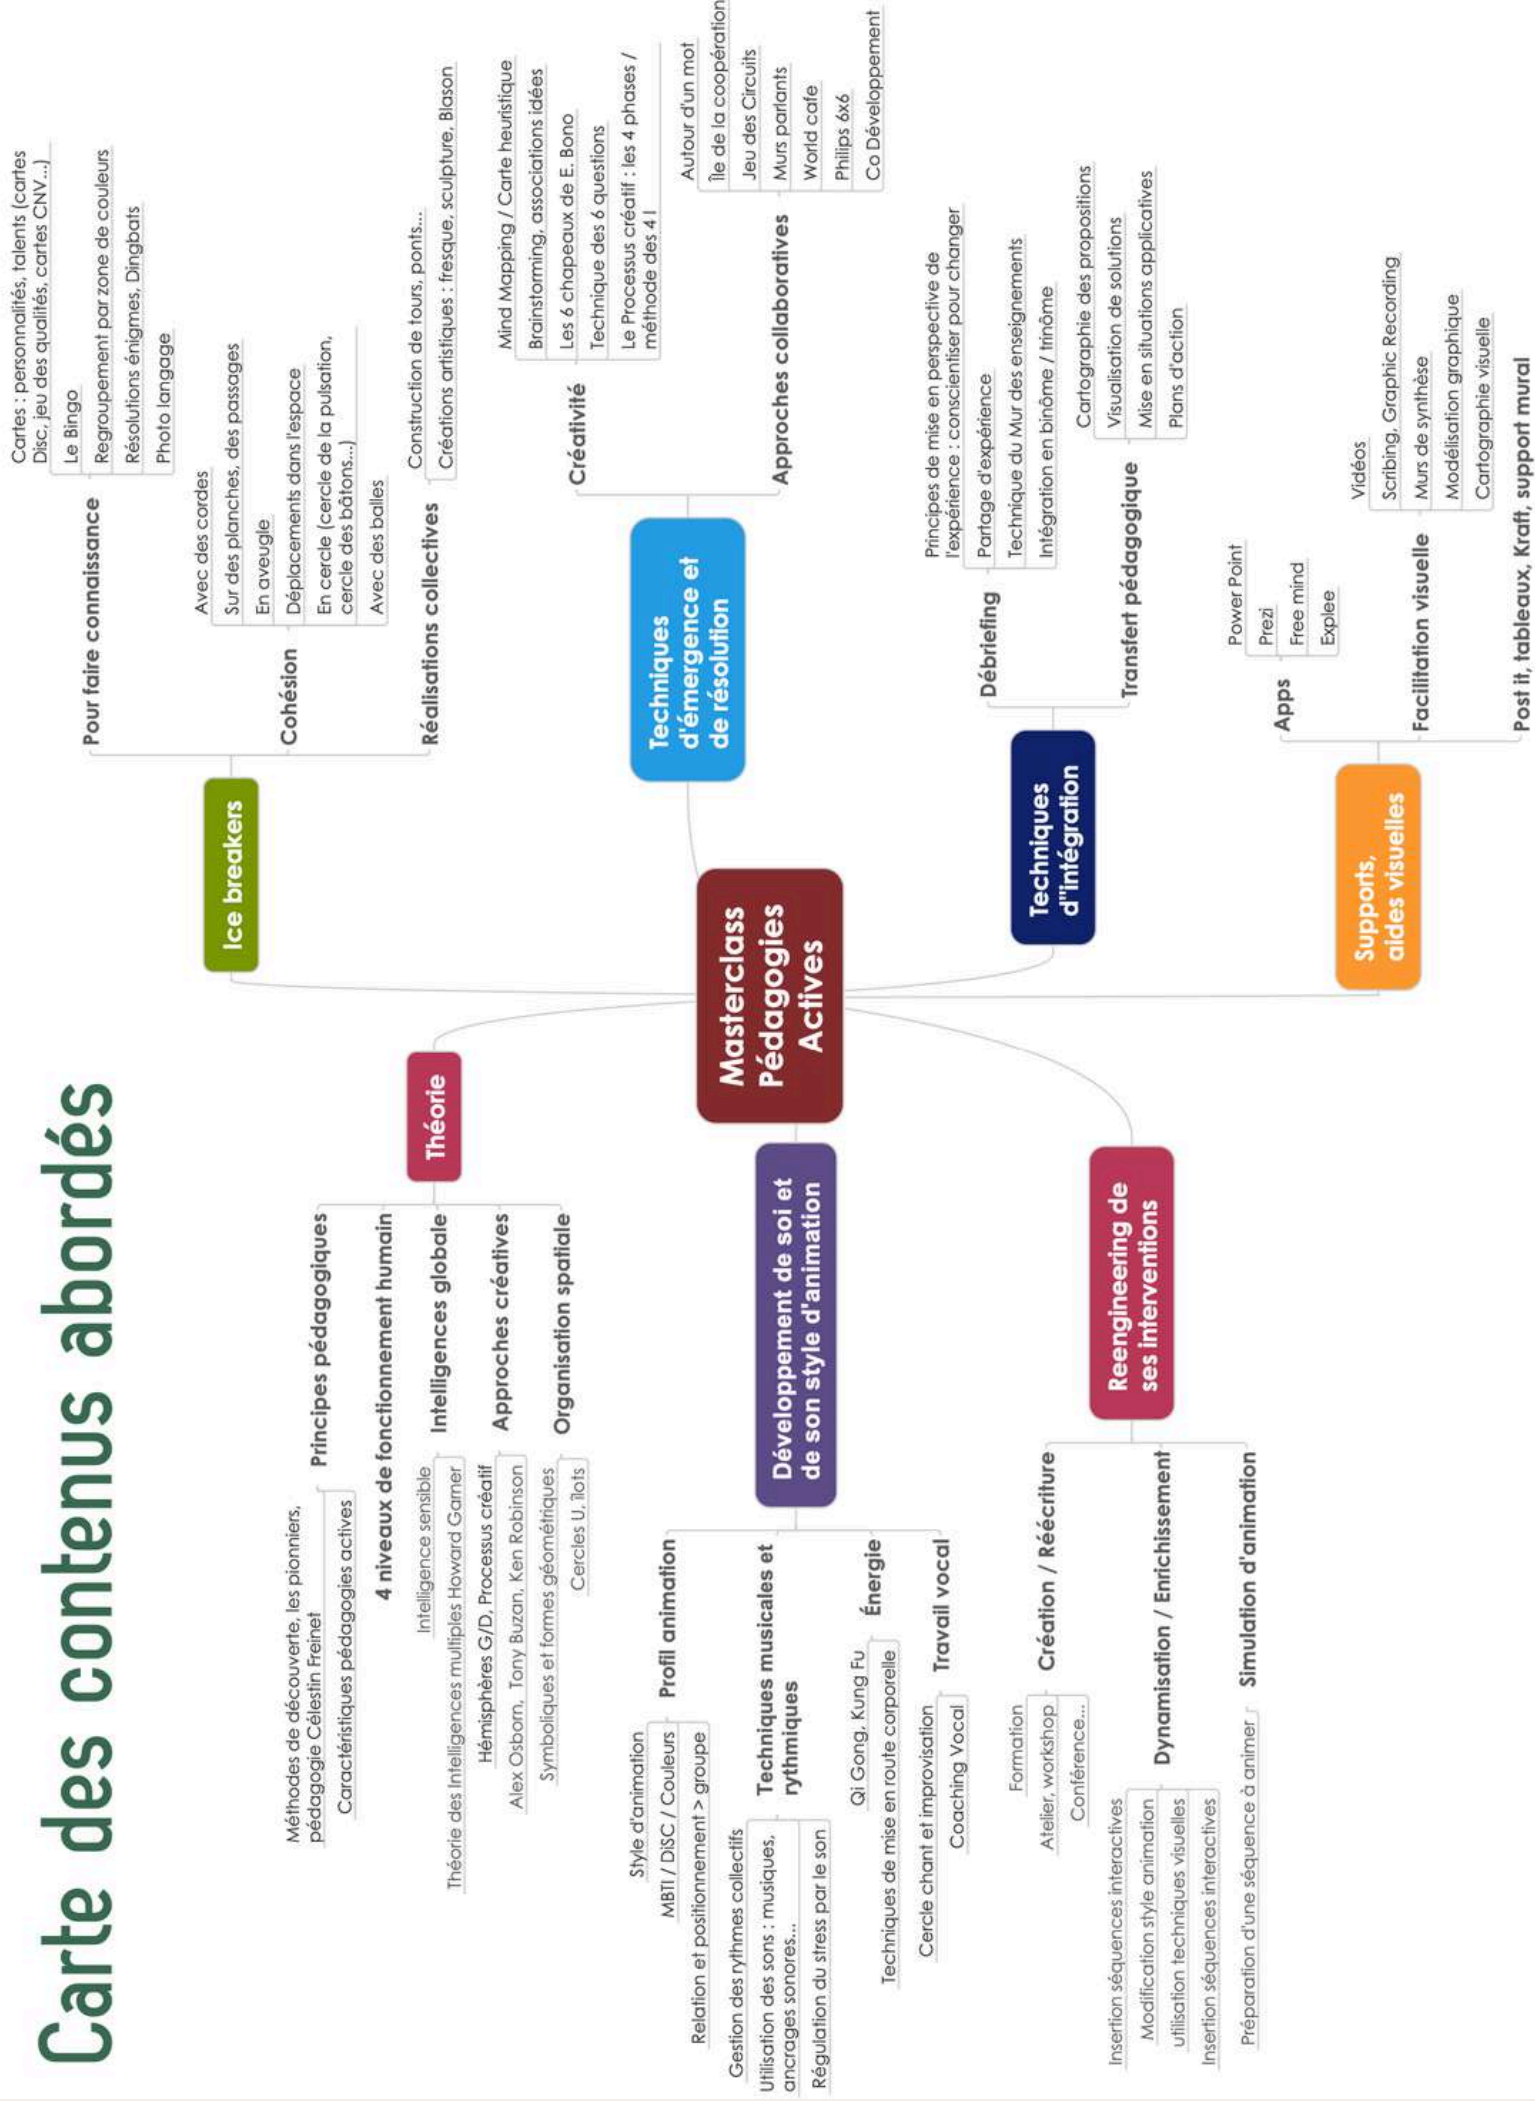 Carte des contenus abordés
Masterclass
Pédagogies
Actives
Théorie
Principes pédagogiques
Méthodes de découverte, les pionniers,
pédagogie Célestin Freinet
Caractéristiques pédagogies actives
4 niveaux de fonctionnement humain
Intelligences globale
Intelligence sensible
Théorie des Intelligences multiples Howard Garner
Approches créatives
Hémisphères G/D, Processus créatif
Alex Osborn, Tony Buzan, Ken Robinson
Organisation spatiale
Symboliques et formes géométriques
Cercles U, îlots
Développement de soi et
de son style d'animation
Profil animation
Style d'animation
MBTI / DiSC / Couleurs
Relation et positionnement > groupe
Techniques musicales et
rythmiques
Gestion des rythmes collectifs
Utilisation des sons : musiques,
ancrages sonores...
Régulation du stress par le son
Énergie
Qi Gong, Kung Fu
Techniques de mise en route corporelle
Travail vocal
Cercle chant et improvisation
Coaching Vocal
Reengineering de
ses interventions
Création / Réécriture
Formation
Atelier, workshop
Conférence...
Dynamisation / Enrichissement
Insertion séquences interactives
Modification style animation
utilisation techniques visuelles
Insertion séquences interactives
Simulation d'animation
Préparation d'une séquence à animer
Ice breakers
Pour faire connaissance
Cartes : personnalités, talents (cartes
Disc, jeu des qualités, cartes CNV...)
Le Bingo
Regroupement par zone de couleurs
Résolutions énigmes, Dingbats
Photo langage
Cohésion
Avec des cordes
Sur des planches, des passages
En aveugle
Déplacements dans l'espace
En cercle (cercle de la pulsation,
cercle des bâtons...)
Avec des balles
Réalisations collectives
Construction de tours, ponts...
Créations artistiques : fresque, sculpture, Blason
Techniques
d'émergence et
de résolution
Créativité
Mind Mapping / Carte heuristique
Brainstorming, associations idées
Les 6 chapeaux de E. Bono
Technique des 6 questions
Le Processus créatif : les 4 phases /
méthode des 4 I
Approches collaboratives
Autour d'un mot
Île de la coopération
Jeu des Circuits
Murs parlants
World cafe
Philips 6x6
Co Développement
Techniques
d"intégration
Débriefing
Principes de mise en perspective de
l'expérience : conscientiser pour changer
Partage d'expérience
Technique du Mur des enseignements
Intégration en binôme / trinôme
Transfert pédagogique
Cartographie des propositions
Visualisation de solutions
Mise en situations applicatives
Plans d'action
Supports,
aides visuelles
Apps
Power Point
Prezi
Free mind
Explee
Facilitation visuelle
Vidéos
Scribing, Graphic Recording
Murs de synthèse
Modélisation graphique
Cartographie visuelle
Post it, tableaux, Kraft, support mural